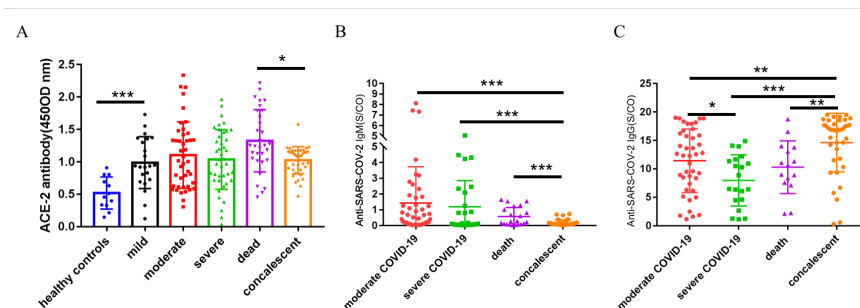 A
ACE-2 antibody(450OD nm)
2.5
2.0
1.5
1.0
0.5
0.0
***
*
healthy controls
mild
moderate
severe
dead
concalescent
B
Anti-SARS-COV-2 IgM(S/CO)
10
8
6
4
4
3
2
1
0
***
***
***
moderate COVID-19
severe COVID-19
death
concalescent
C
Anti-SARS-COV-2 IgG(S/CO)
25
20
15
10
5
0
**
***
*
**
moderate COVID-19
severe COVID-19
death
concalescent